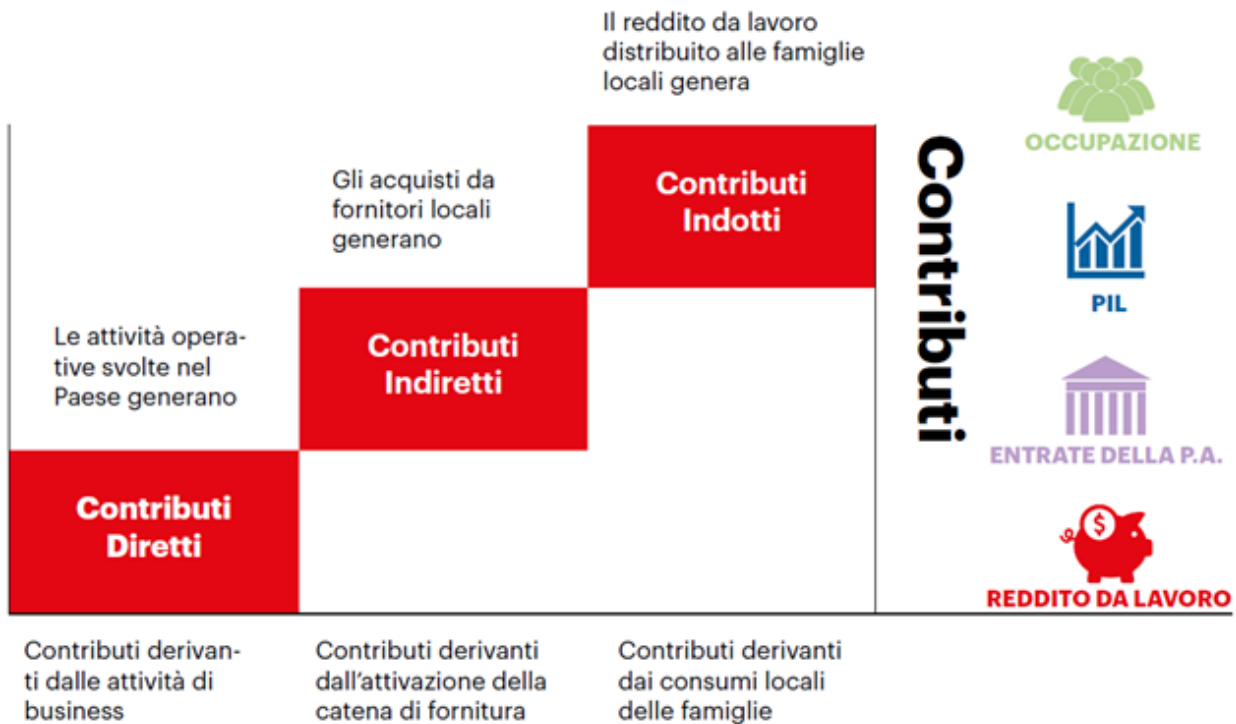 Il reddito da lavoro
distribuito alle famiglie
locali genera
Contributi
Indotti
Gli acquisti da
fornitori locali
generano
Contributi
Indiretti
Le attività opera-
tive svolte nel
Paese generano
Contributi
Diretti
Contributi derivan-
ti dalle attività di
business
Contributi derivanti
dall'attivazione della
catena di fornitura
Contributi derivanti
dai consumi locali
delle famiglie
Contributi
OCCUPAZIONE
PIL
ENTRATE DELLA P.A.
$
REDDITO DA LAVORO